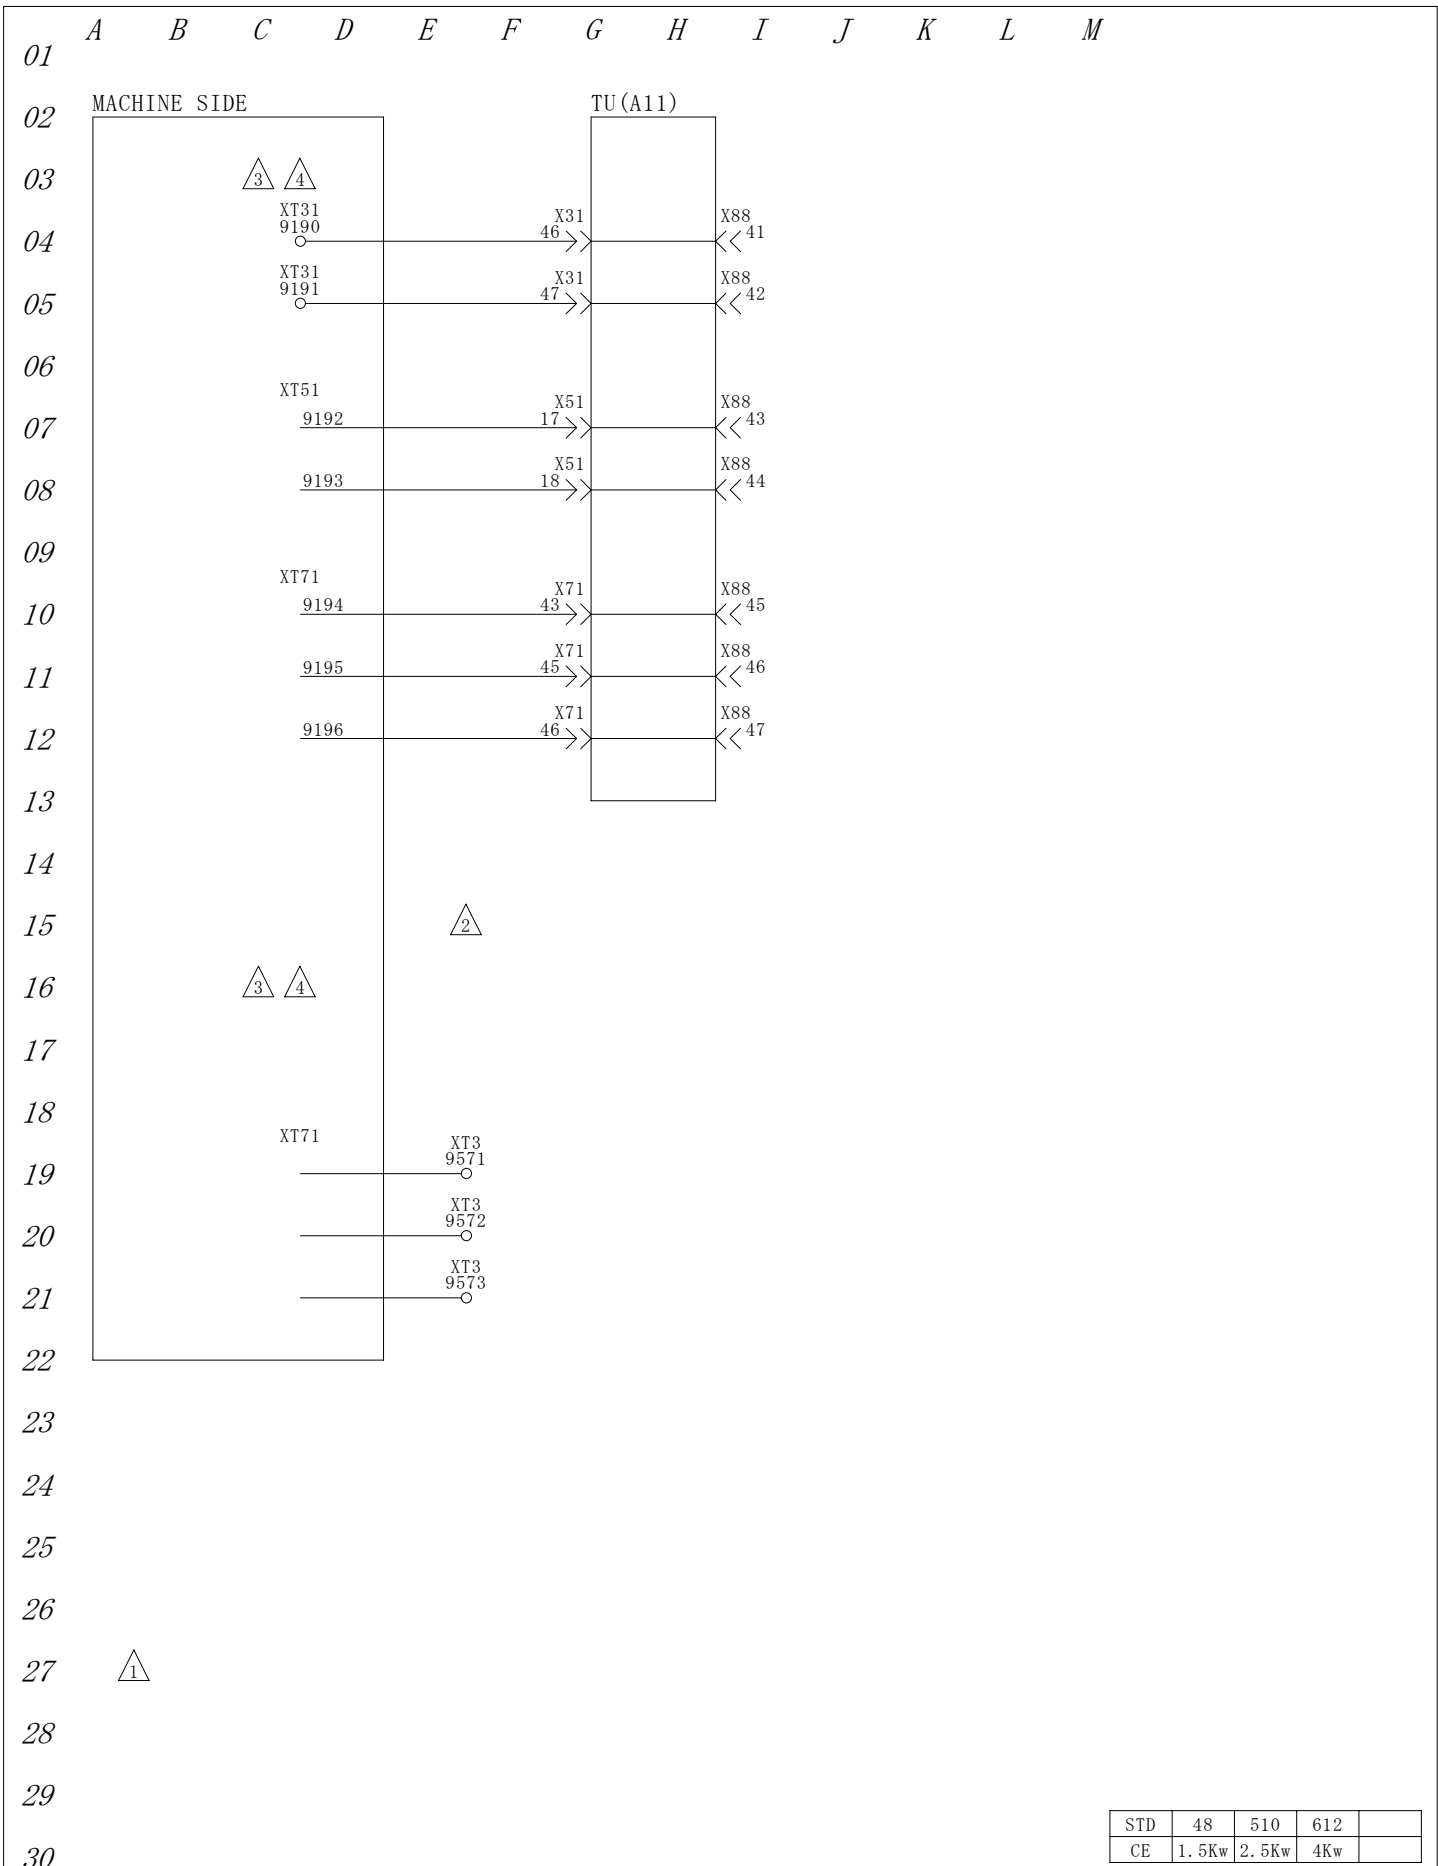 A B C D E F G H I J K L M
01
02 MACHINE SIDE TU(A11)
03 3 4
XT31 X31 X88
04 9190 46 41
XT31 X31 X88
05 9191 47 42
06
XT51 X51 X88
07 9192 17 43
X51 X88
08 9193 18 44
09
XT71 X71 X88
10 9194 43 45
X71 X88
11 9195 45 46
X71 X88
12 9196 46 47
13
14
15 2
16 3 4
17
18
XT71 XT3
19 9571
XT3
20 9572
XT3
21 9573
22
23
24
25
26
27 1
28
29
STD 48 510 612
30 CE 1.5Kw 2.5Kw 4Kw